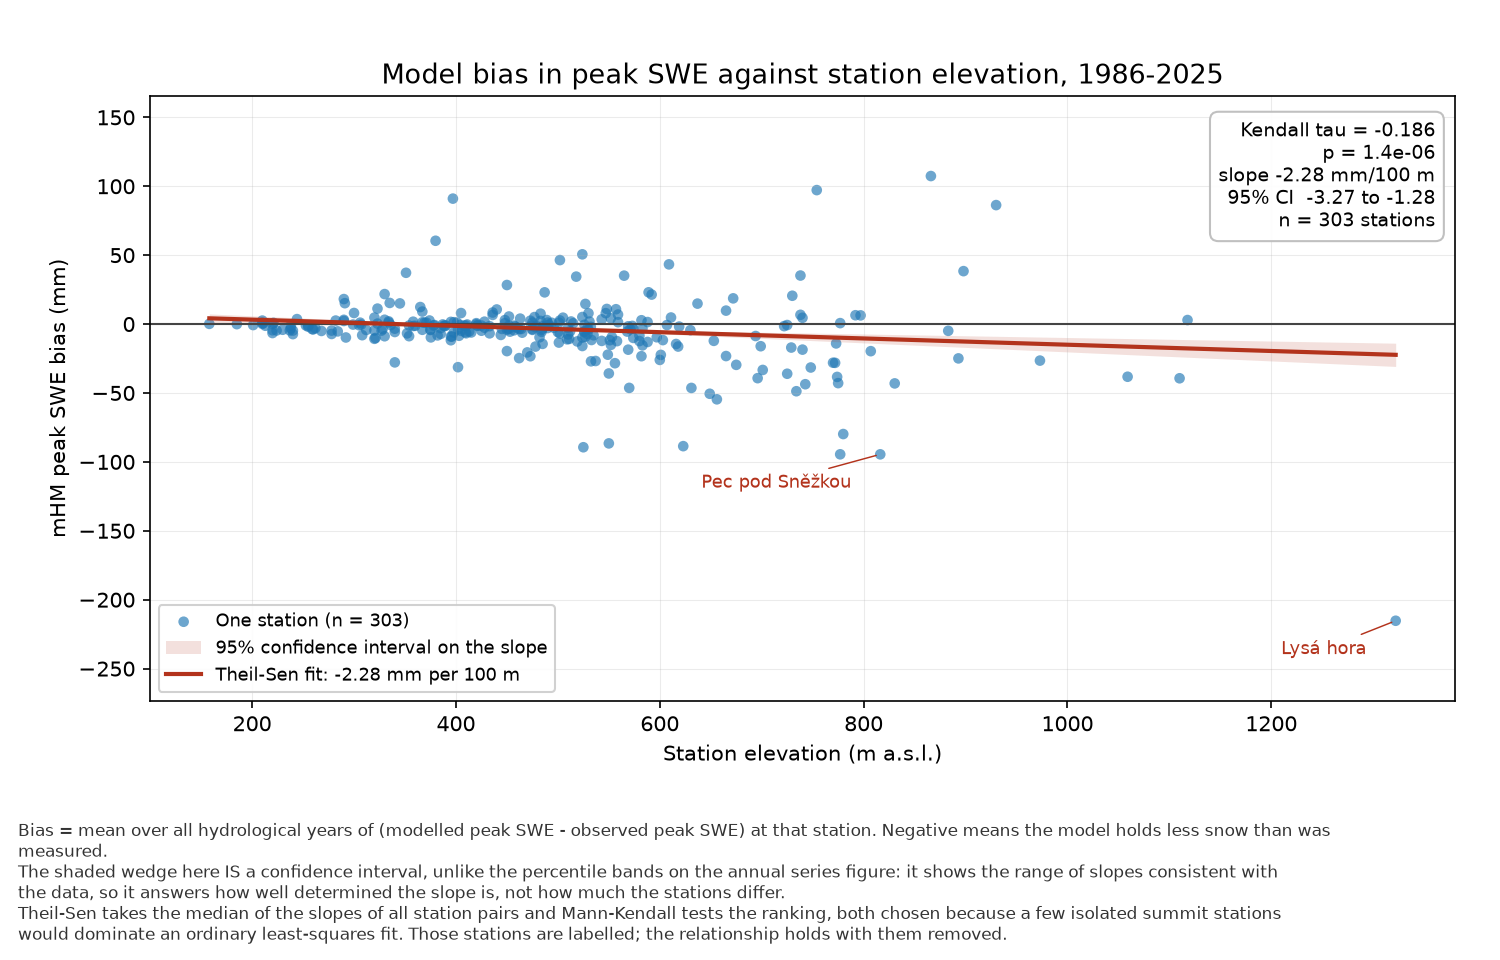 Model bias in peak SWE against station elevation, 1986-2025
mHM peak SWE bias (mm)
150
100
50
0
−50
−100
−150
−200
−250
Kendall tau = -0.186
p = 1.4e-06
slope -2.28 mm/100 m
95% CI  -3.27 to -1.28
n = 303 stations
Pec pod Sněžkou
Lysá hora
One station (n = 303)
95% confidence interval on the slope
Theil-Sen fit: -2.28 mm per 100 m
200
400
600
800
1000
1200
Station elevation (m a.s.l.)
Bias = mean over all hydrological years of (modelled peak SWE - observed peak SWE) at that station. Negative means the model holds less snow than was
measured.
The shaded wedge here IS a confidence interval, unlike the percentile bands on the annual series figure: it shows the range of slopes consistent with
the data, so it answers how well determined the slope is, not how much the stations differ.
Theil-Sen takes the median of the slopes of all station pairs and Mann-Kendall tests the ranking, both chosen because a few isolated summit stations
would dominate an ordinary least-squares fit. Those stations are labelled; the relationship holds with them removed.